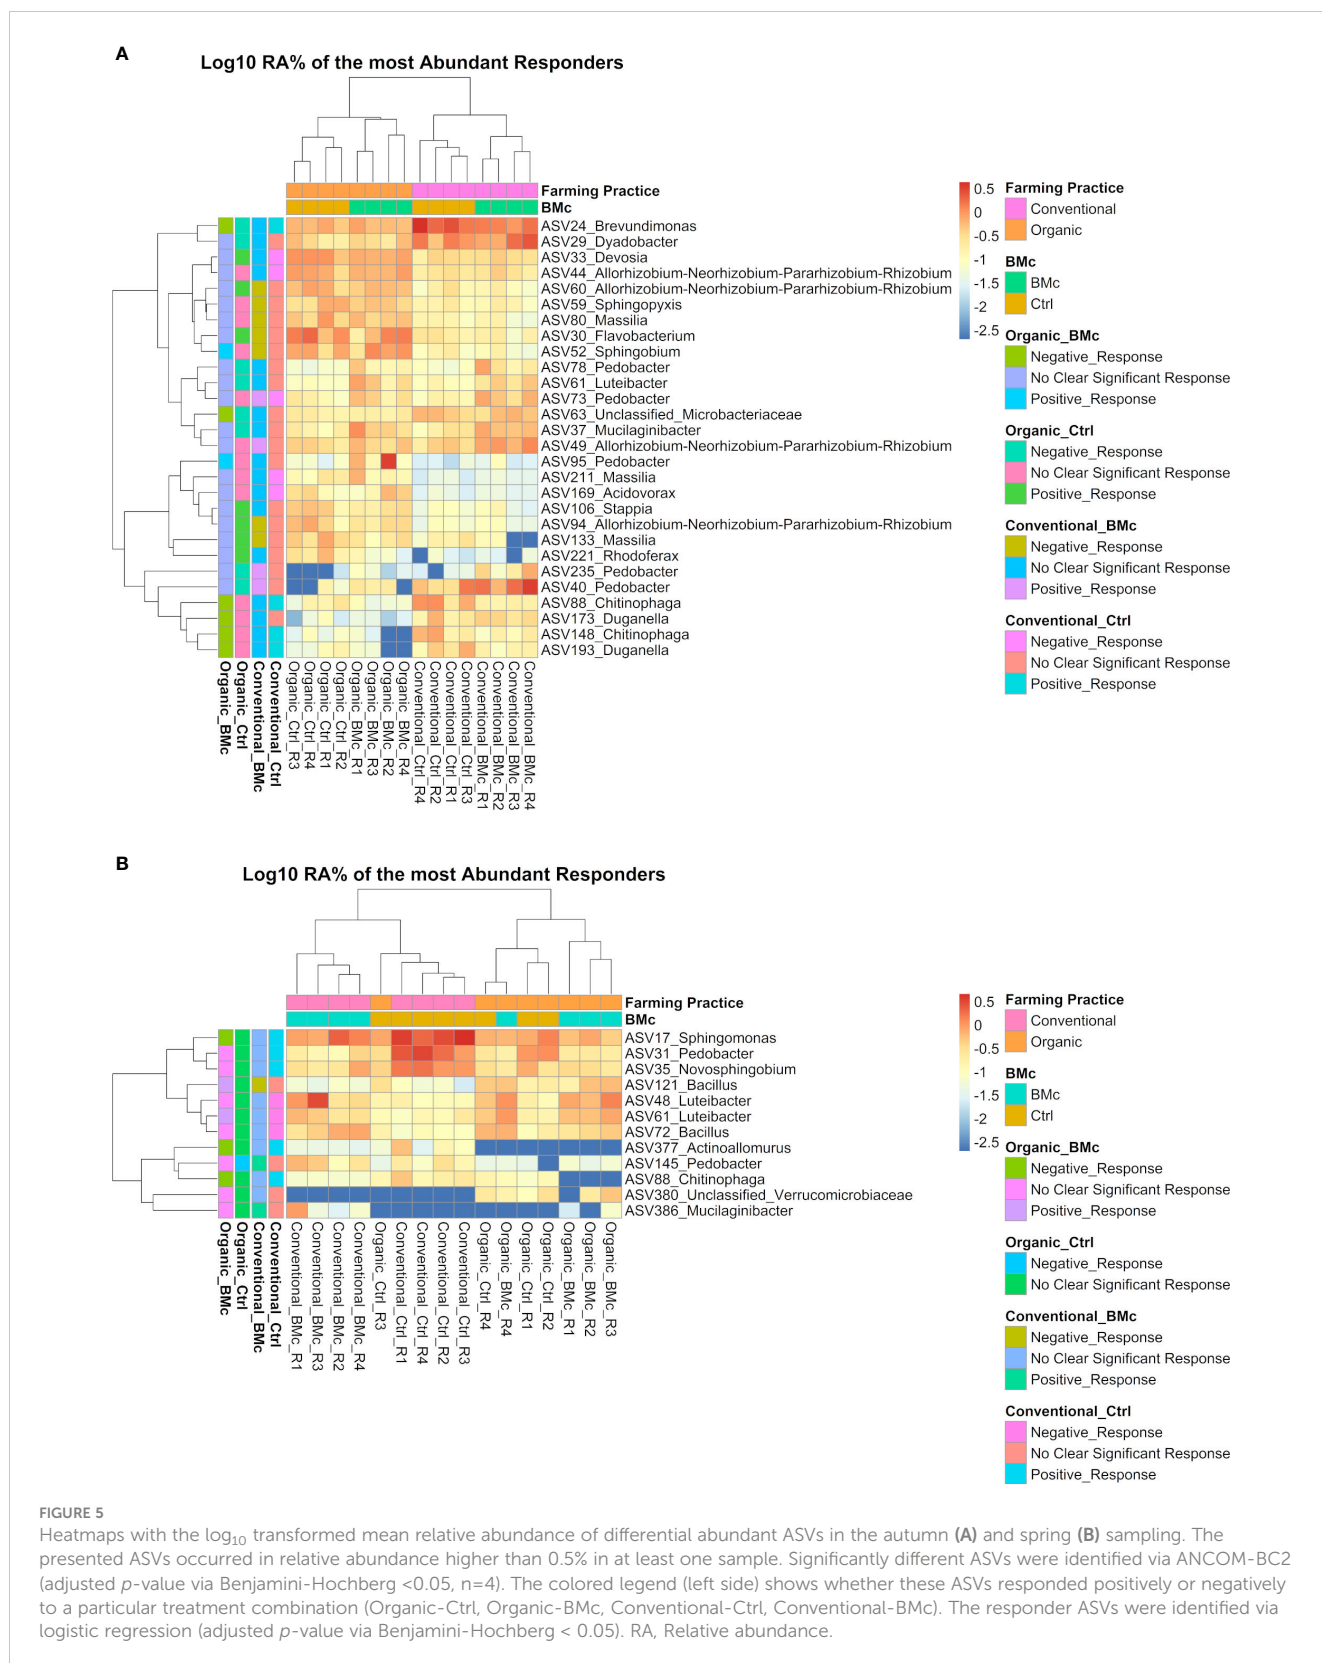 A
Log10 RA% of the most Abundant Responders
Farming Practice
BMc
ASV24_Brevundimonas
ASV29_Dyadobacter
ASV33_Devosia
ASV44_Allorhizobium-Neorhizobium-Pararhizobium-Rhizobium
ASV60_Allorhizobium-Neorhizobium-Pararhizobium-Rhizobium
ASV59_Sphingopyxis
ASV80_Massilia
ASV30_Flavobacterium
ASV52_Sphingobium
ASV78_Pedobacter
ASV61_Luteibacter
ASV73_Pedobacter
ASV63_Unclassified_Microbacteriaceae
ASV37_Mucilaginibacter
ASV49_Allorhizobium-Neorhizobium-Pararhizobium-Rhizobium
ASV95_Pedobacter
ASV211_Massilia
ASV169_Acidovorax
ASV106_Stappia
ASV94_Allorhizobium-Neorhizobium-Pararhizobium-Rhizobium
ASV133_Massilia
ASV221_Rhodoferax
ASV235_Pedobacter
ASV40_Pedobacter
ASV88_Chitinophaga
ASV173_Duganella
ASV148_Chitinophaga
ASV193_Duganella
Organic_BMc
Organic_Ctrl
Conventional_BMc
Conventional_Ctrl
Organic_Ctrl_R3
Organic_Ctrl_R4
Organic_Ctrl_R1
Organic_Ctrl_R2
Organic_BMc_R1
Organic_BMc_R3
Organic_BMc_R2
Organic_BMc_R4
Conventional_Ctrl_R4
Conventional_Ctrl_R2
Conventional_Ctrl_R1
Conventional_Ctrl_R3
Conventional_BMc_R1
Conventional_BMc_R2
Conventional_BMc_R3
Conventional_BMc_R4
0.5
0
-0.5
-1
-1.5
-2
-2.5
Farming Practice
Conventional
Organic
BMc
BMc
Ctrl
Organic_BMc
Negative_Response
No Clear Significant Response
Positive_Response
Organic_Ctrl
Negative_Response
No Clear Significant Response
Positive_Response
Conventional_BMc
Negative_Response
No Clear Significant Response
Positive_Response
Conventional_Ctrl
Negative_Response
No Clear Significant Response
Positive_Response
B
Log10 RA% of the most Abundant Responders
Farming Practice
BMc
ASV17_Sphingomonas
ASV31_Pedobacter
ASV35_Novosphingobium
ASV121_Bacillus
ASV48_Luteibacter
ASV61_Luteibacter
ASV72_Bacillus
ASV377_Actinoallomurus
ASV145_Pedobacter
ASV88_Chitinophaga
ASV380_Unclassified_Verrucomicrobiaceae
ASV386_Mucilaginibacter
Organic_BMc
Organic_Ctrl
Conventional_BMc
Conventional_Ctrl
Conventional_BMc_R1
Conventional_BMc_R3
Conventional_BMc_R2
Conventional_BMc_R4
Organic_Ctrl_R3
Conventional_Ctrl_R1
Conventional_Ctrl_R4
Conventional_Ctrl_R2
Conventional_Ctrl_R3
Organic_Ctrl_R4
Organic_BMc_R4
Organic_Ctrl_R1
Organic_Ctrl_R2
Organic_BMc_R1
Organic_BMc_R2
Organic_BMc_R3
0.5
0
-0.5
-1
-1.5
-2
-2.5
Farming Practice
Conventional
Organic
BMc
BMc
Ctrl
Organic_BMc
Negative_Response
No Clear Significant Response
Positive_Response
Organic_Ctrl
Negative_Response
No Clear Significant Response
Conventional_BMc
Negative_Response
No Clear Significant Response
Positive_Response
Conventional_Ctrl
Negative_Response
No Clear Significant Response
Positive_Response
FIGURE 5
Heatmaps with the log10 transformed mean relative abundance of differential abundant ASVs in the autumn (A) and spring (B) sampling. The
presented ASVs occurred in relative abundance higher than 0.5% in at least one sample. Significantly different ASVs were identified via ANCOM-BC2
(adjusted p-value via Benjamini-Hochberg <0.05, n=4). The colored legend (left side) shows whether these ASVs responded positively or negatively
to a particular treatment combination (Organic-Ctrl, Organic-BMc, Conventional-Ctrl, Conventional-BMc). The responder ASVs were identified via
logistic regression (adjusted p-value via Benjamini-Hochberg < 0.05). RA, Relative abundance.